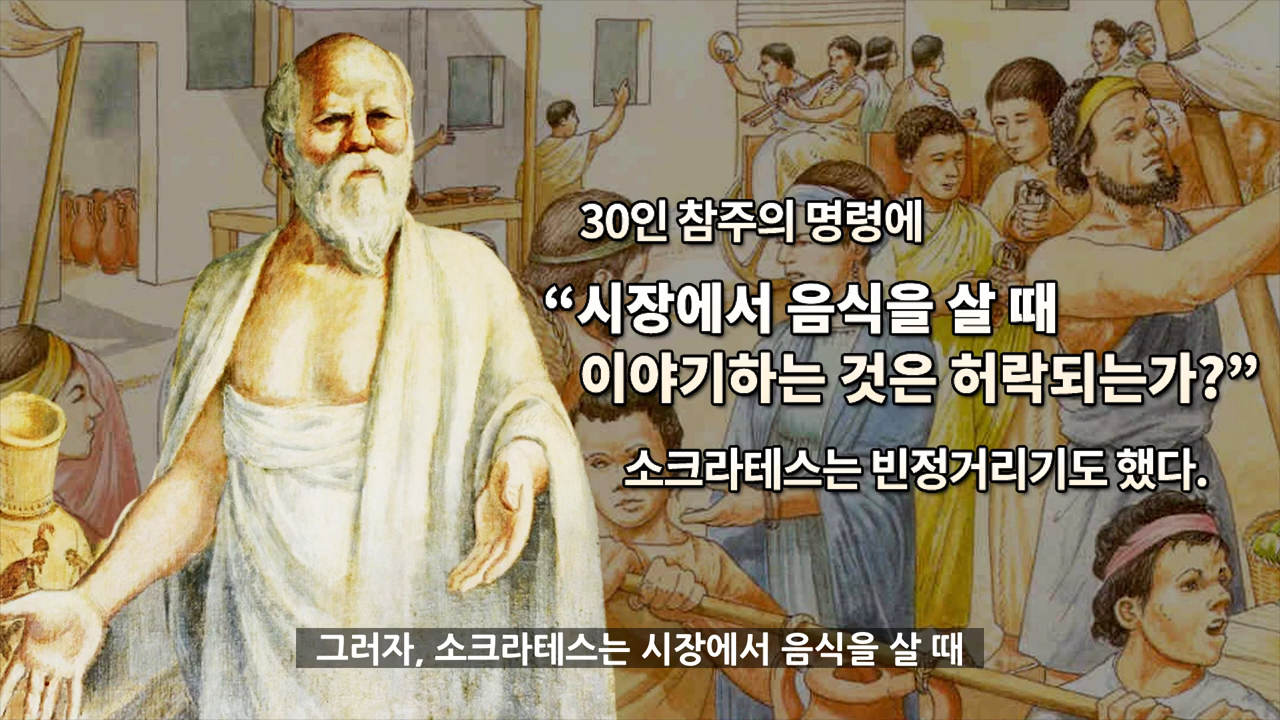 30인 참주의 명령에
“시장에서 음식을 살 때
이야기하는 것은 허락되는가?”
소크라테스는 빈정거리기도 했다.
그러자, 소크라테스는 시장에서 음식을 살 때